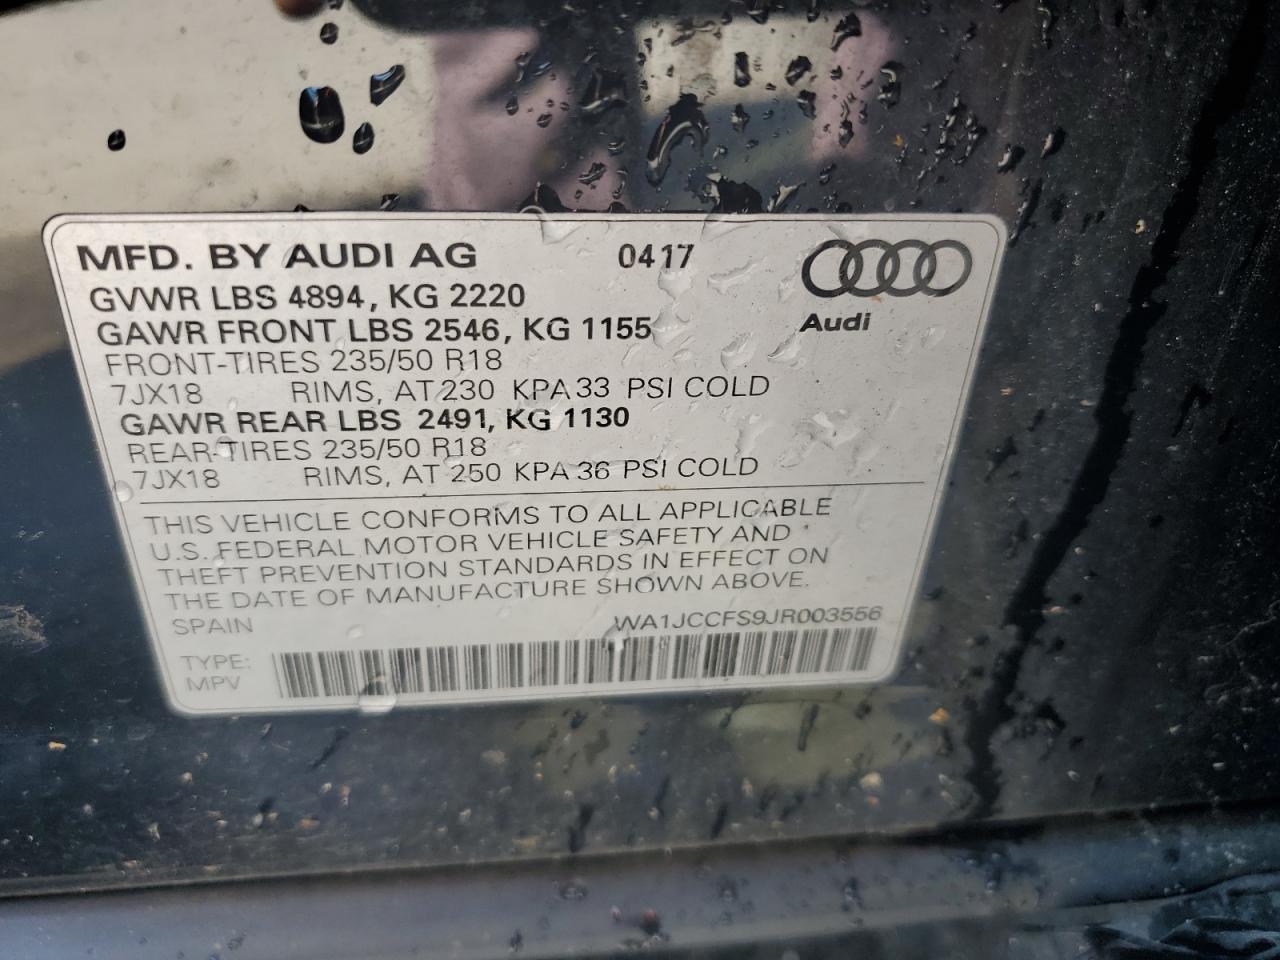 MFD. BY AUDI AG 0417
GVWR LBS 4894, KG 2220
GAWR FRONT LBS 2546, KG 1155
Audi
FRONT-TIRES 235/50 R18
7JX18 RIMS, AT 230 KPA 33 PSI COLD
GAWR REAR LBS 2491, KG 1130
REAR-TIRES 235/50 R18
7JX18 RIMS, AT 250 KPA 36 PSI COLD
THIS VEHICLE CONFORMS TO ALL APPLICABLE
U.S. FEDERAL MOTOR VEHICLE SAFETY AND
THEFT PREVENTION STANDARDS IN EFFECT ON
THE DATE OF MANUFACTURE SHOWN ABOVE.
SPAIN WA1JCCFS9JR003556
TYPE:
MPV